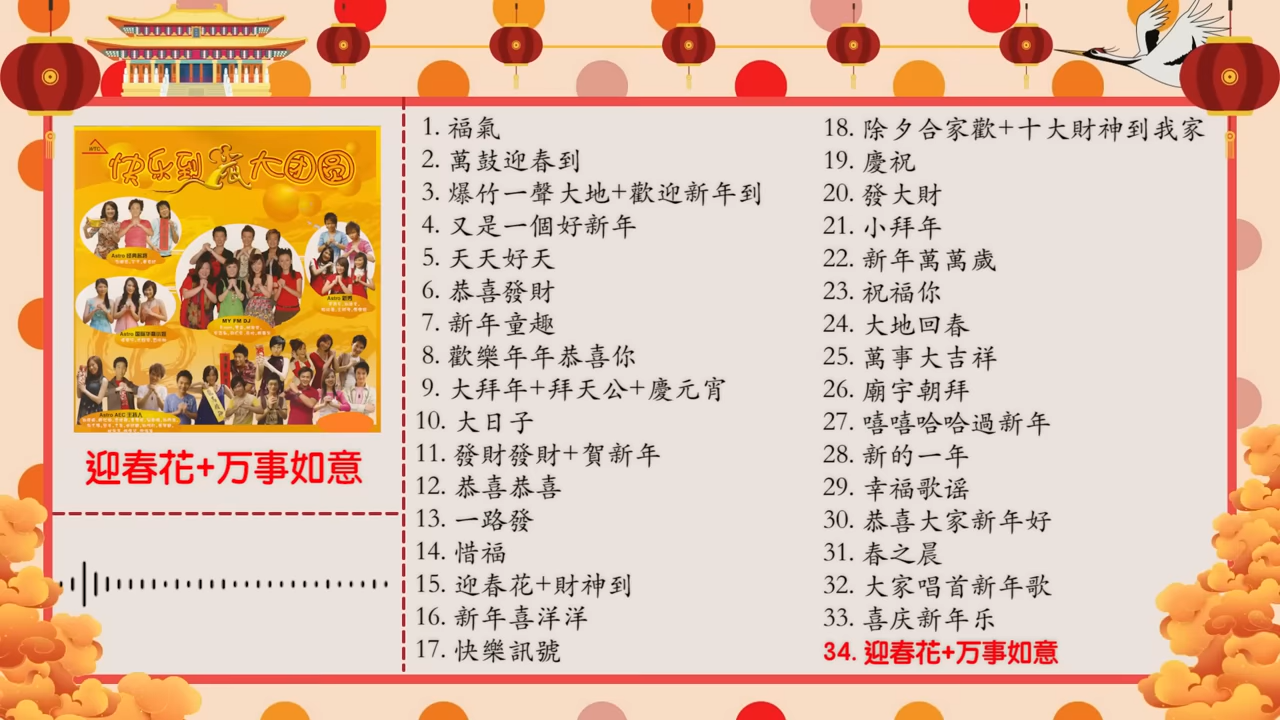 WTC
快乐到岁大团圆
Astro AEC 主持人
MY FM DJ
迎春花+万事如意
1. 福氣
2. 萬鼓迎春到
3. 爆竹一聲大地+歡迎新年到
4. 又是一個好新年
5. 天天好天
6. 恭喜發財
7. 新年童趣
8. 歡樂年年恭喜你
9. 大拜年+拜天公+慶元宵
10. 大日子
11. 發財發財+賀新年
12. 恭喜恭喜
13. 一路發
14. 惜福
15. 迎春花+財神到
16. 新年喜洋洋
17. 快樂訊號
18. 除夕合家歡+十大財神到我家
19. 慶祝
20. 發大財
21. 小拜年
22. 新年萬萬歲
23. 祝福你
24. 大地回春
25. 萬事大吉祥
26. 廟宇朝拜
27. 嘻嘻哈哈過新年
28. 新的一年
29. 幸福歌谣
30. 恭喜大家新年好
31. 春之晨
32. 大家唱首新年歌
33. 喜庆新年乐
34. 迎春花+万事如意